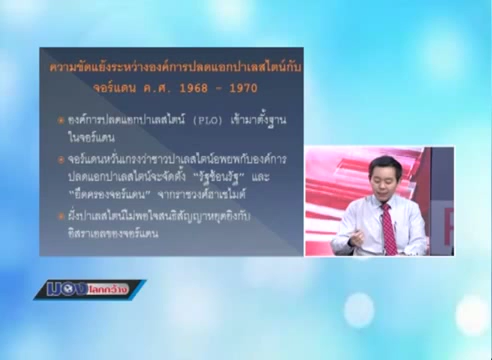 ความขัดแย้งระหว่างองค์การปลดแอกปาเลสไตน์กับ
จอร์แดน ค.ศ. 1968 - 1970
องค์การปลดแอกปาเลสไตน์ (PLO) เข้ามาตั้งฐาน
ในจอร์แดน
จอร์แดนหวั่นเกรงว่าชาวปาเลสไตน์อพยพกับองค์การ
ปลดแอกปาเลสไตน์จะจัดตั้ง "รัฐซ้อนรัฐ" และ
"ยึดครองจอร์แดน" จากราชวงศ์ฮาเชไมต์
ฝั่งปาเลสไตน์ไม่พอใจสนธิสัญญาหยุดยิงกับ
อิสราเอลของจอร์แดน
มองโลกกว้าง